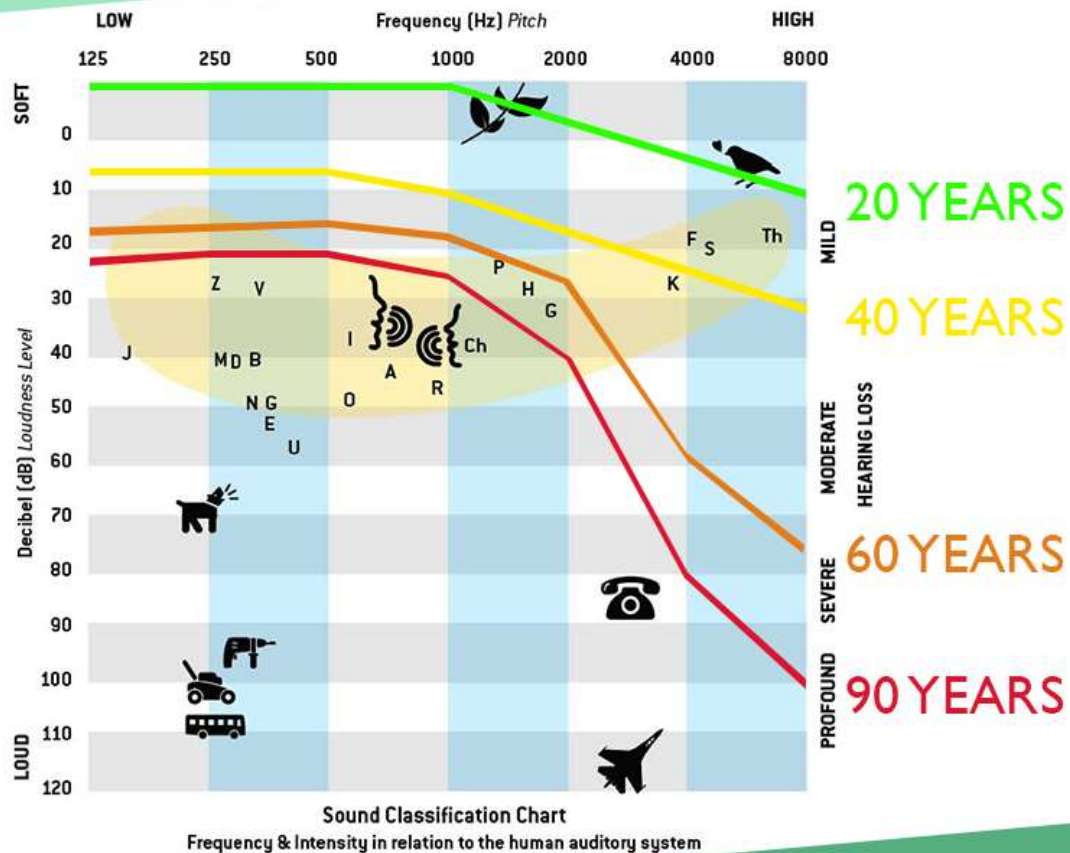 LOW Frequency (Hz) Pitch HIGH
125 250 500 1000 2000 4000 8000
SOFT
0
10
20
30
40
50
60
70
80
90
100
110
120
LOUD
Decibel (dB) Loudness Level
F S Th
P
Z V H G K
I Ch
J M D B A
R
N G O
E
U
MILD
MODERATE
SEVERE
PROFOUND
HEARING LOSS
20 YEARS
40 YEARS
60 YEARS
90 YEARS
Sound Classification Chart
Frequency & Intensity in relation to the human auditory system